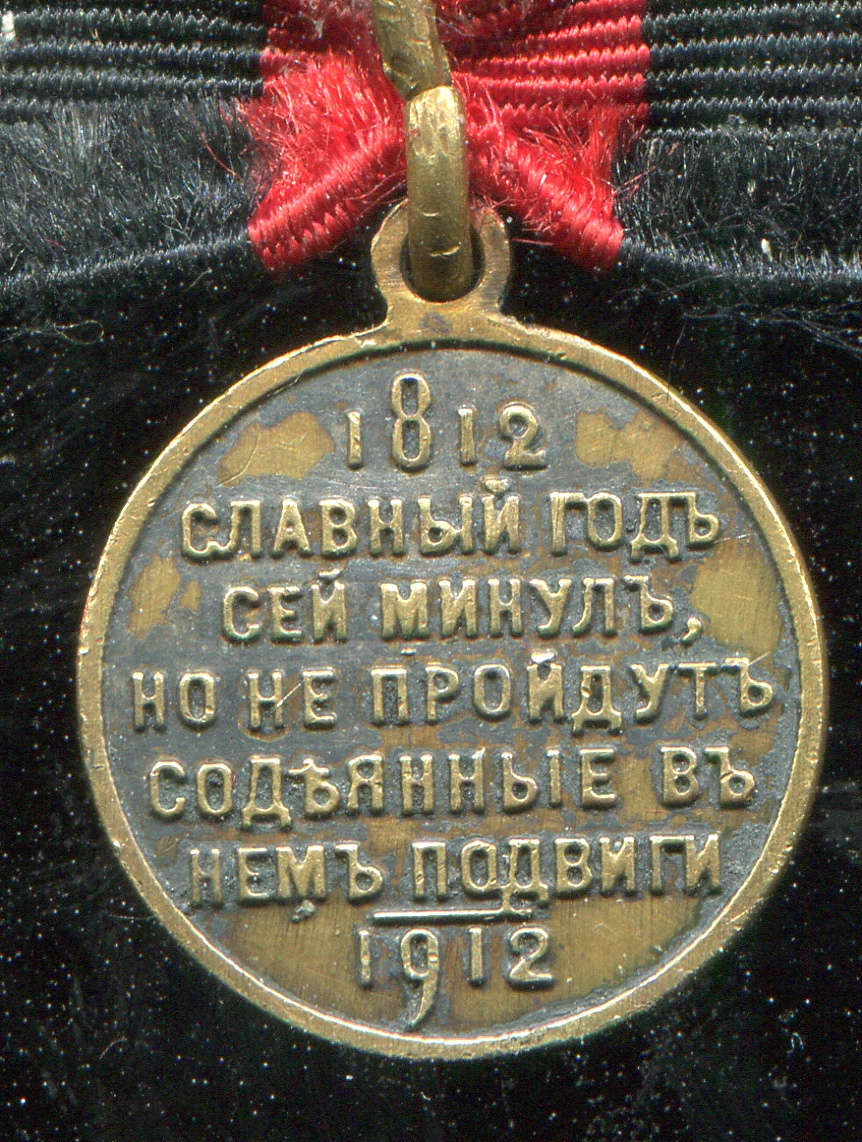 1812
СЛАВНЫЙ ГОДЪ
СЕЙ МИНУЛЪ,
НО НЕ ПРОЙДУТЪ
СОДѢЯННЫЕ ВЪ
НЕМЪ ПОДВИГИ
1912